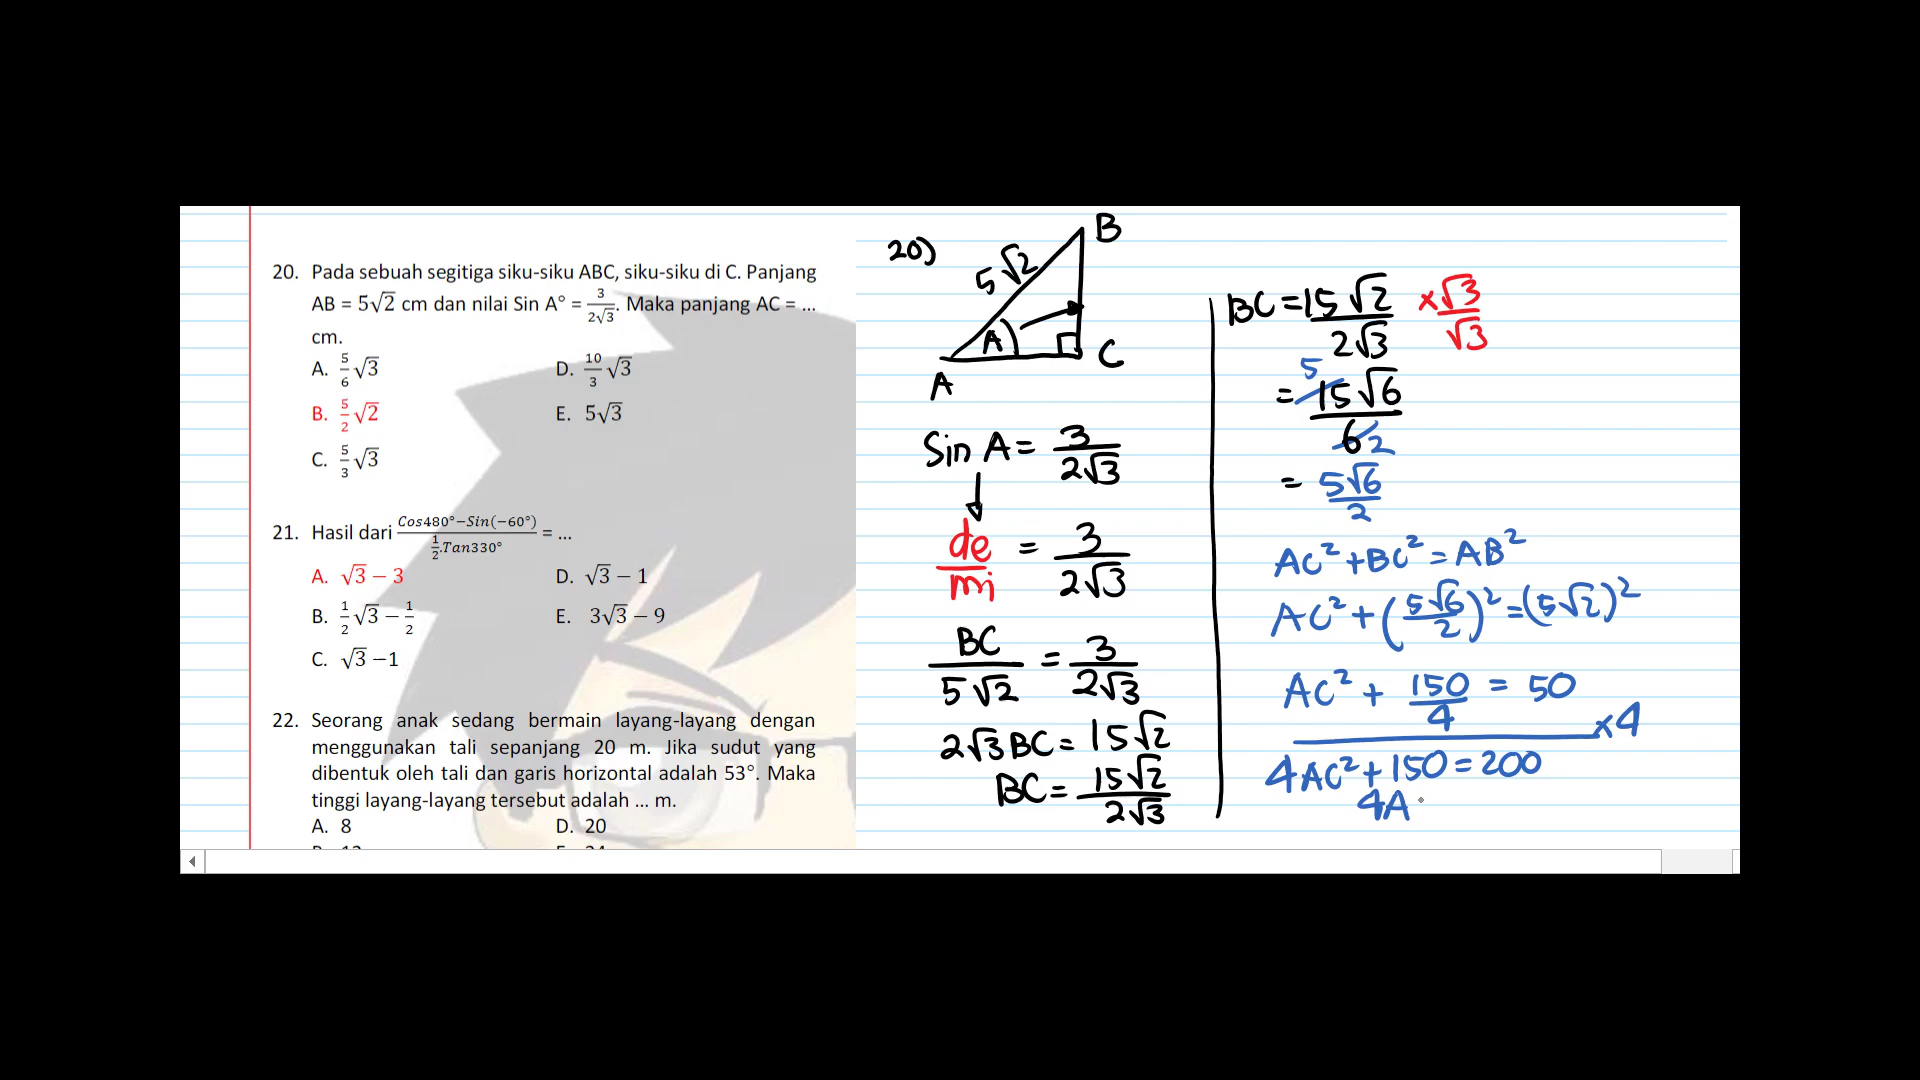 20. Pada sebuah segitiga siku-siku ABC, siku-siku di C. Panjang
AB = 5√2 cm dan nilai Sin A° = 3/(2√3). Maka panjang AC = ...
cm.
A. 5/6 √3
D. 10/3 √3
B. 5/2 √2
E. 5√3
C. 5/3 √3
21. Hasil dari (Cos480°−Sin(−60°))/(1/2.Tan330°) = ...
A. √3 − 3
D. √3 − 1
B. 1/2 √3 − 1/2
E. 3√3 − 9
C. √3 −1
22. Seorang anak sedang bermain layang-layang dengan
menggunakan tali sepanjang 20 m. Jika sudut yang
dibentuk oleh tali dan garis horizontal adalah 53°. Maka
tinggi layang-layang tersebut adalah ... m.
A. 8
D. 20
20)
B
5√2
A
C
A
Sin A = 3/(2√3)
de/mi = 3/(2√3)
BC/(5√2) = 3/(2√3)
2√3 BC = 15√2
BC = 15√2/(2√3)
BC = 15√2/(2√3) × √3/√3
5
= 15√6/6
2
= 5√6/2
AC² + BC² = AB²
AC² + (5√6/2)² = (5√2)²
AC² + 150/4 = 50
×4
4AC² + 150 = 200
4A